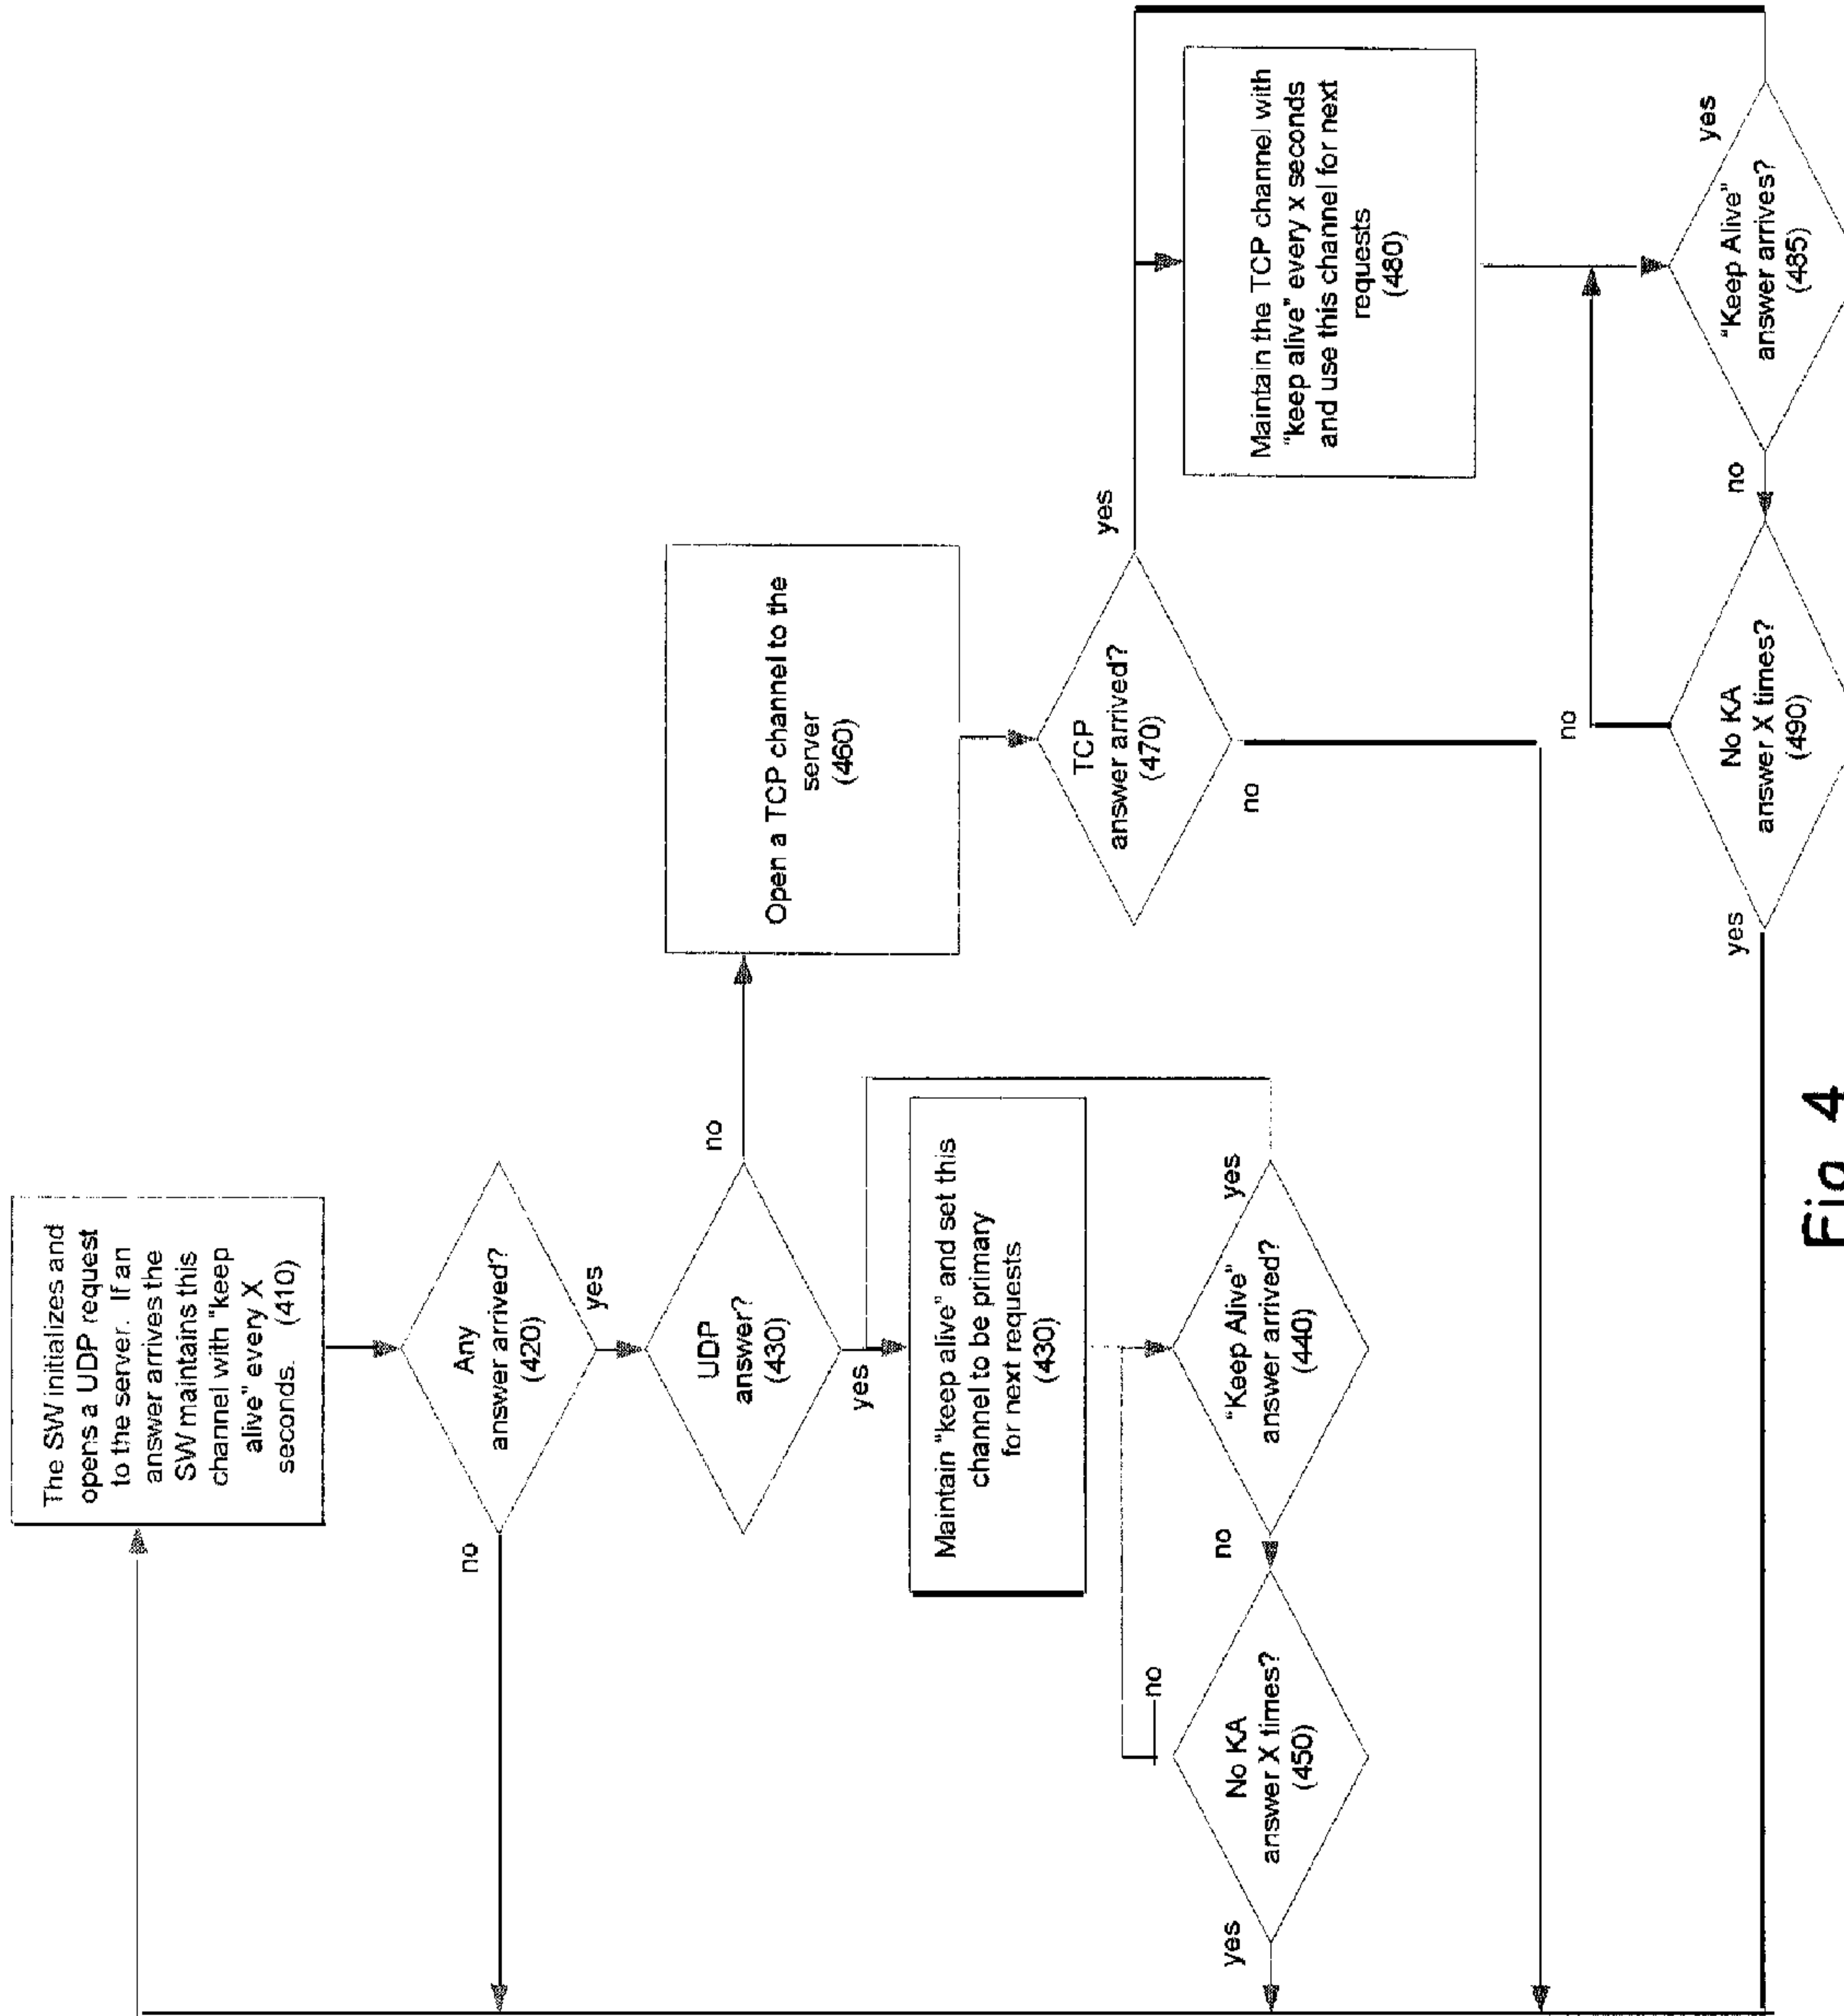 The SW initializes and
opens a UDP request
to the server. If an
answer arrives the
SW maintains this
channel with "keep
alive" every X
seconds. (410)
Any
answer arrived?
(420)
no
yes
UDP
answer?
(430)
no
yes
Maintain "keep alive" and set this
channel to be primary
for next requests
(430)
"Keep Alive"
answer arrived?
(440)
yes
no
No KA
answer X times?
(450)
no
yes
Open a TCP channel to the
server
(460)
TCP
answer arrived?
(470)
yes
no
Maintain the TCP channel with
"keep alive" every x seconds
and use this channel for next
requests
(480)
"Keep Alive"
answer arrives?
(485)
yes
no
No KA
answer X times?
(490)
no
yes
Fig 4